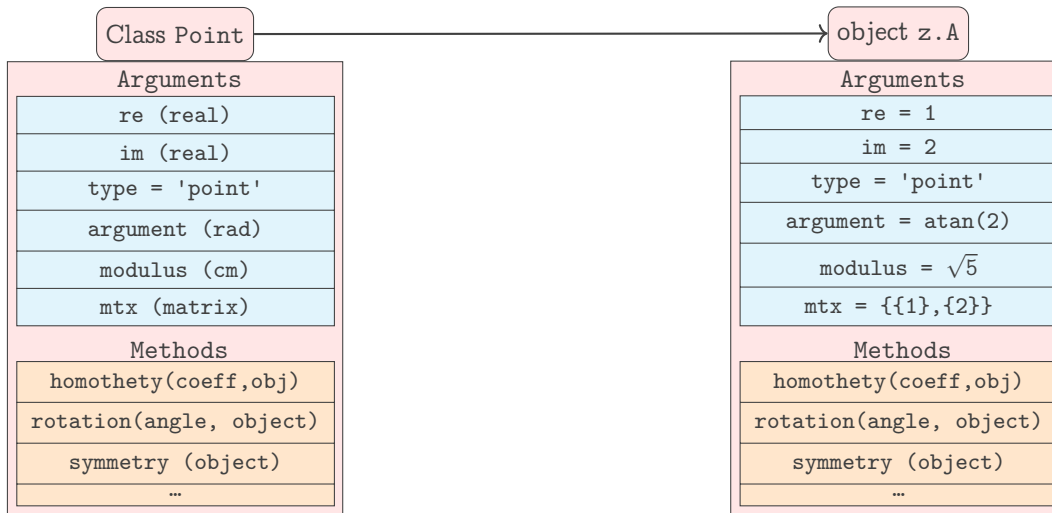 Class Point
object z.A
Arguments
re (real)
im (real)
type = 'point'
argument (rad)
modulus (cm)
mtx (matrix)
Methods
homothety(coeff,obj)
rotation(angle, object)
symmetry (object)
…
Arguments
re = 1
im = 2
type = 'point'
argument = atan(2)
modulus = √5
mtx = {{1},{2}}
Methods
homothety(coeff,obj)
rotation(angle, object)
symmetry (object)
…